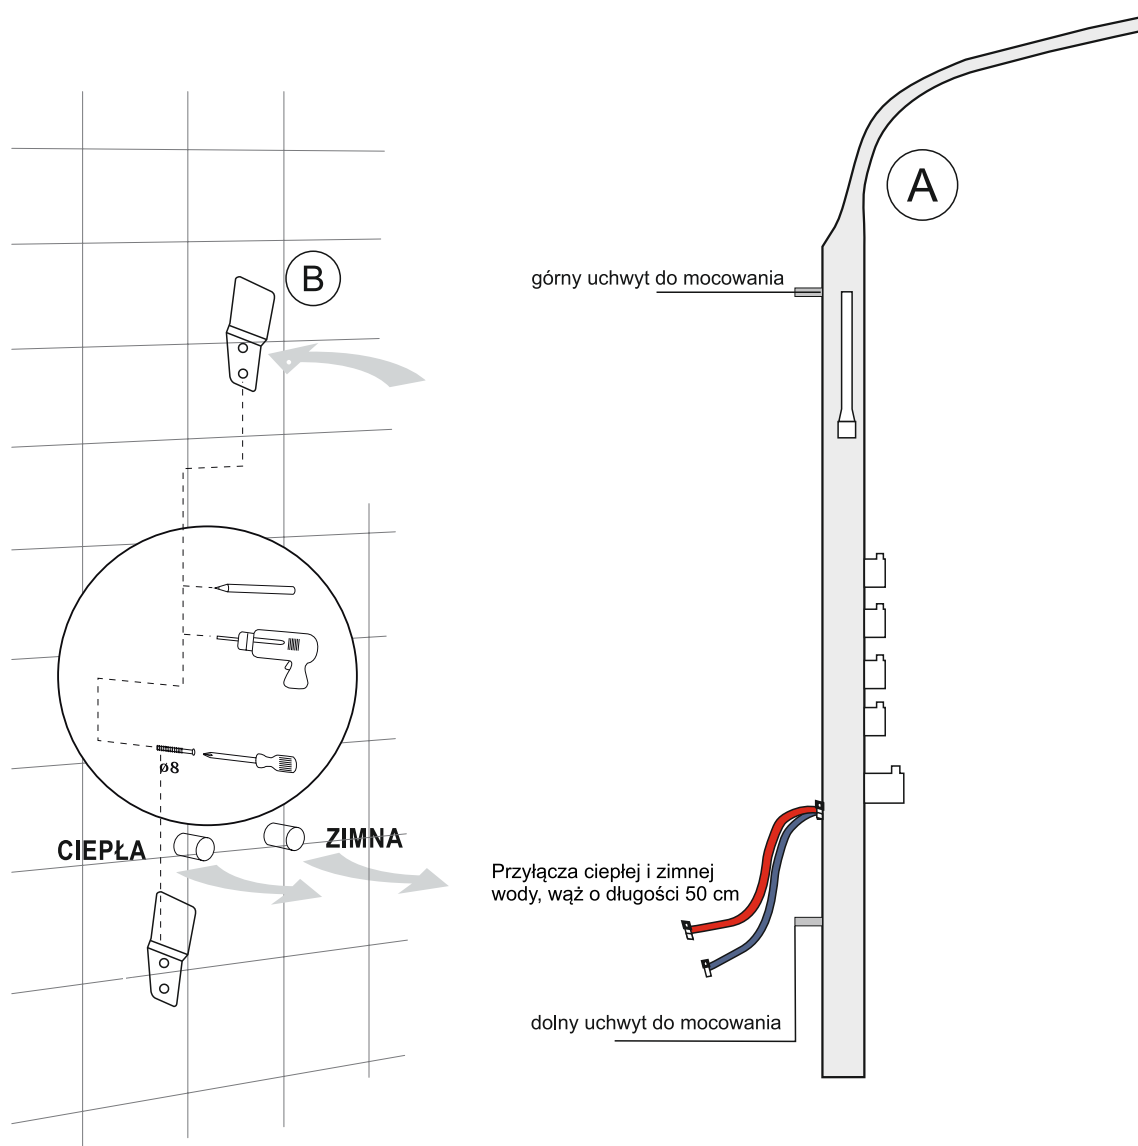 A
B
górny uchwyt do mocowania
ø8
CIEPŁA
ZIMNA
Przyłącza ciepłej i zimnej
wody, wąż o długości 50 cm
dolny uchwyt do mocowania